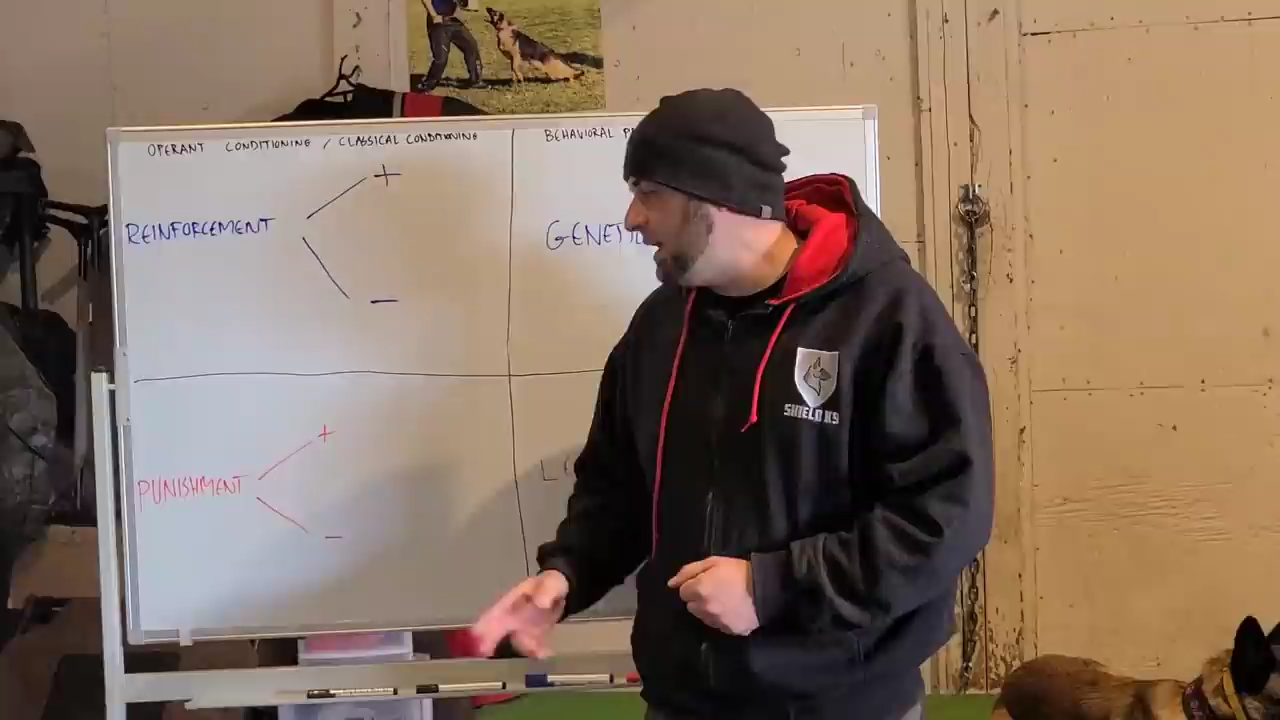 OPERANT CONDITIONING / CLASSICAL CONDITIONING
BEHAVIORAL
+
REINFORCEMENT
−
+
PUNISHMENT
−
SHIELD K9